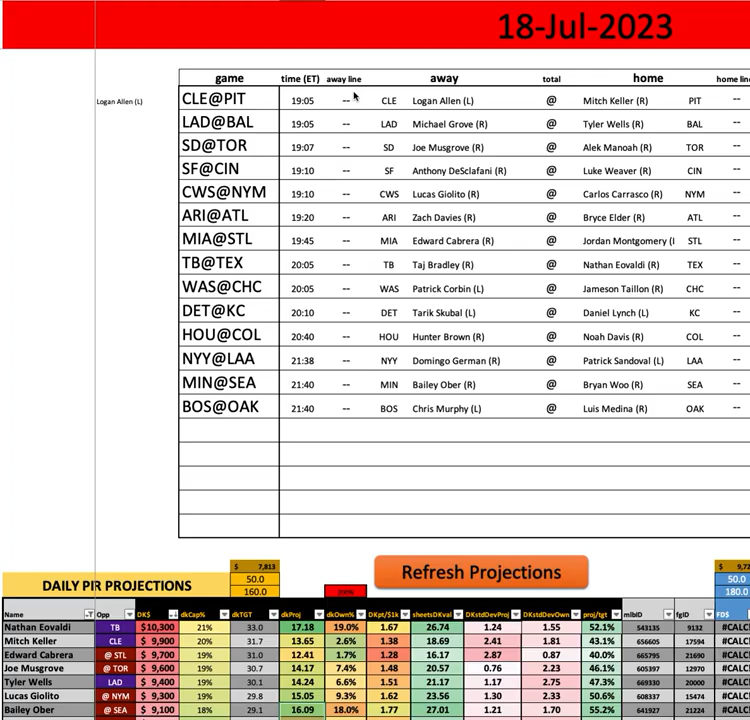 18-Jul-2023
game time (ET) away line away total home home line
Logan Allen (L) CLE@PIT 19:05 -- CLE Logan Allen (L) @ Mitch Keller (R) PIT --
LAD@BAL 19:05 -- LAD Michael Grove (R) @ Tyler Wells (R) BAL --
SD@TOR 19:07 -- SD Joe Musgrove (R) @ Alek Manoah (R) TOR --
SF@CIN 19:10 -- SF Anthony DeSclafani (R) @ Luke Weaver (R) CIN --
CWS@NYM 19:10 -- CWS Lucas Giolito (R) @ Carlos Carrasco (R) NYM --
ARI@ATL 19:20 -- ARI Zach Davies (R) @ Bryce Elder (R) ATL --
MIA@STL 19:45 -- MIA Edward Cabrera (R) @ Jordan Montgomery (l STL --
TB@TEX 20:05 -- TB Taj Bradley (R) @ Nathan Eovaldi (R) TEX --
WAS@CHC 20:05 -- WAS Patrick Corbin (L) @ Jameson Taillon (R) CHC --
DET@KC 20:10 -- DET Tarik Skubal (L) @ Daniel Lynch (L) KC --
HOU@COL 20:40 -- HOU Hunter Brown (R) @ Noah Davis (R) COL --
NYY@LAA 21:38 -- NYY Domingo German (R) @ Patrick Sandoval (L) LAA --
MIN@SEA 21:40 -- MIN Bailey Ober (R) @ Bryan Woo (R) SEA --
BOS@OAK 21:40 -- BOS Chris Murphy (L) @ Luis Medina (R) OAK --
$ 7,813 $ 9,72
DAILY PIR PROJECTIONS 50.0 Refresh Projections 50.0
160.0 180.0
Name Opp DK$ dkCap% dkTGT dkProj dkOwn% DKpt/$1k sheetsDKval DKstdDevProj DKstdDevOwn proj/tgt mlbID fgID FD$
Nathan Eovaldi TB $10,300 21% 33.0 17.18 19.0% 1.67 26.74 1.24 1.55 52.1% 543135 9132 #CALC
Mitch Keller CLE $ 9,900 20% 31.7 13.65 2.6% 1.38 18.69 2.41 1.81 43.1% 656605 17594 #CALC
Edward Cabrera @ STL $ 9,700 19% 31.0 12.41 1.7% 1.28 16.17 2.87 0.87 40.0% 665795 21690 #CALC
Joe Musgrove @ TOR $ 9,600 19% 30.7 14.17 7.4% 1.48 20.57 0.76 2.23 46.1% 605397 12970 #CALC
Tyler Wells LAD $ 9,400 19% 30.1 14.24 6.6% 1.51 21.17 1.17 2.75 47.3% 669330 20000 #CALC
Lucas Giolito @ NYM $ 9,300 19% 29.8 15.05 9.3% 1.62 23.56 1.30 2.33 50.6% 608337 15474 #CALC
Bailey Ober @ SEA $ 9,100 18% 29.1 16.09 18.0% 1.77 27.01 1.21 1.70 55.2% 641927 21224 #CALC